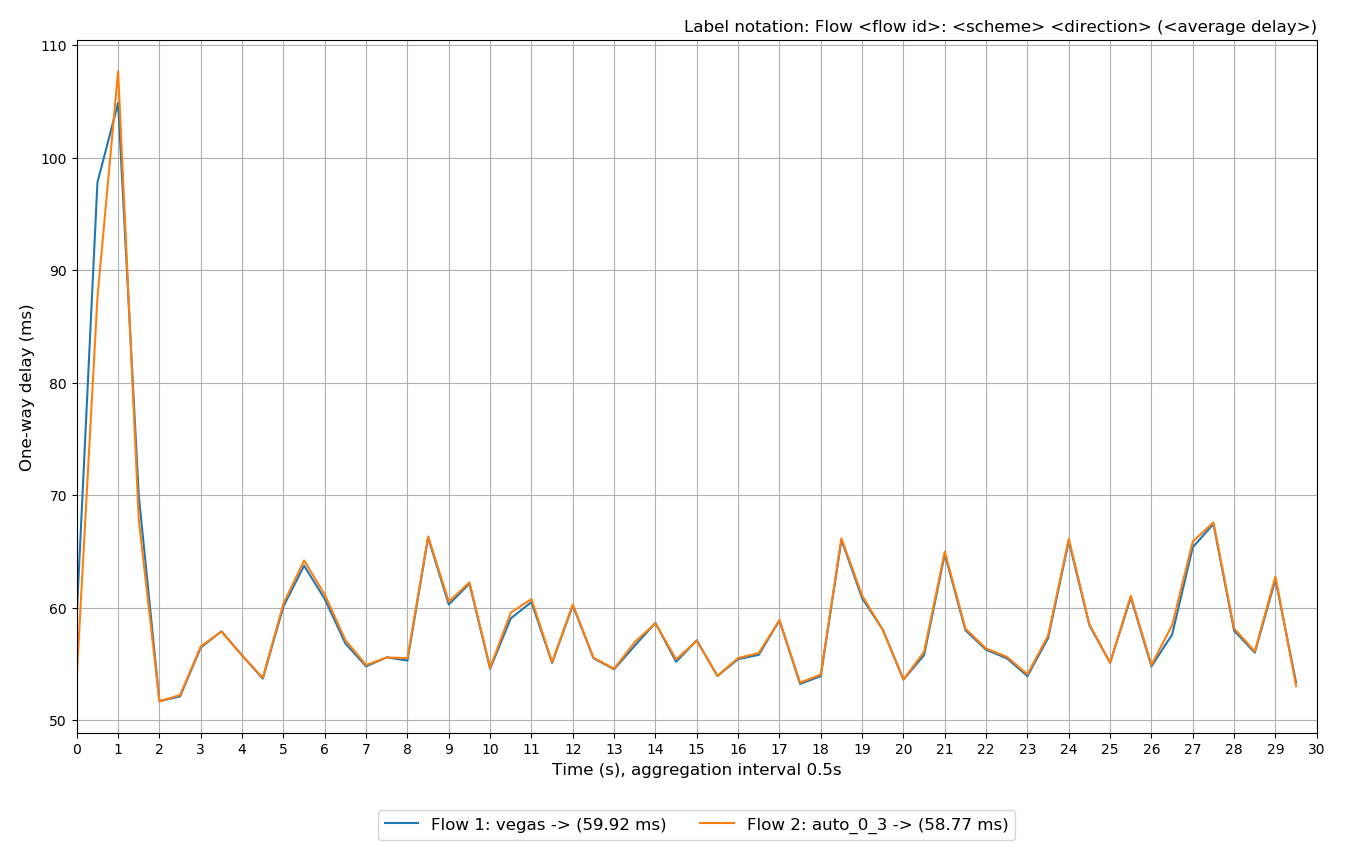 Label notation: Flow <flow id>: <scheme> <direction> (<average delay>)
110
100
90
80
70
60
50
One-way delay (ms)
0 1 2 3 4 5 6 7 8 9 10 11 12 13 14 15 16 17 18 19 20 21 22 23 24 25 26 27 28 29 30
Time (s), aggregation interval 0.5s
Flow 1: vegas -> (59.92 ms) Flow 2: auto_0_3 -> (58.77 ms)